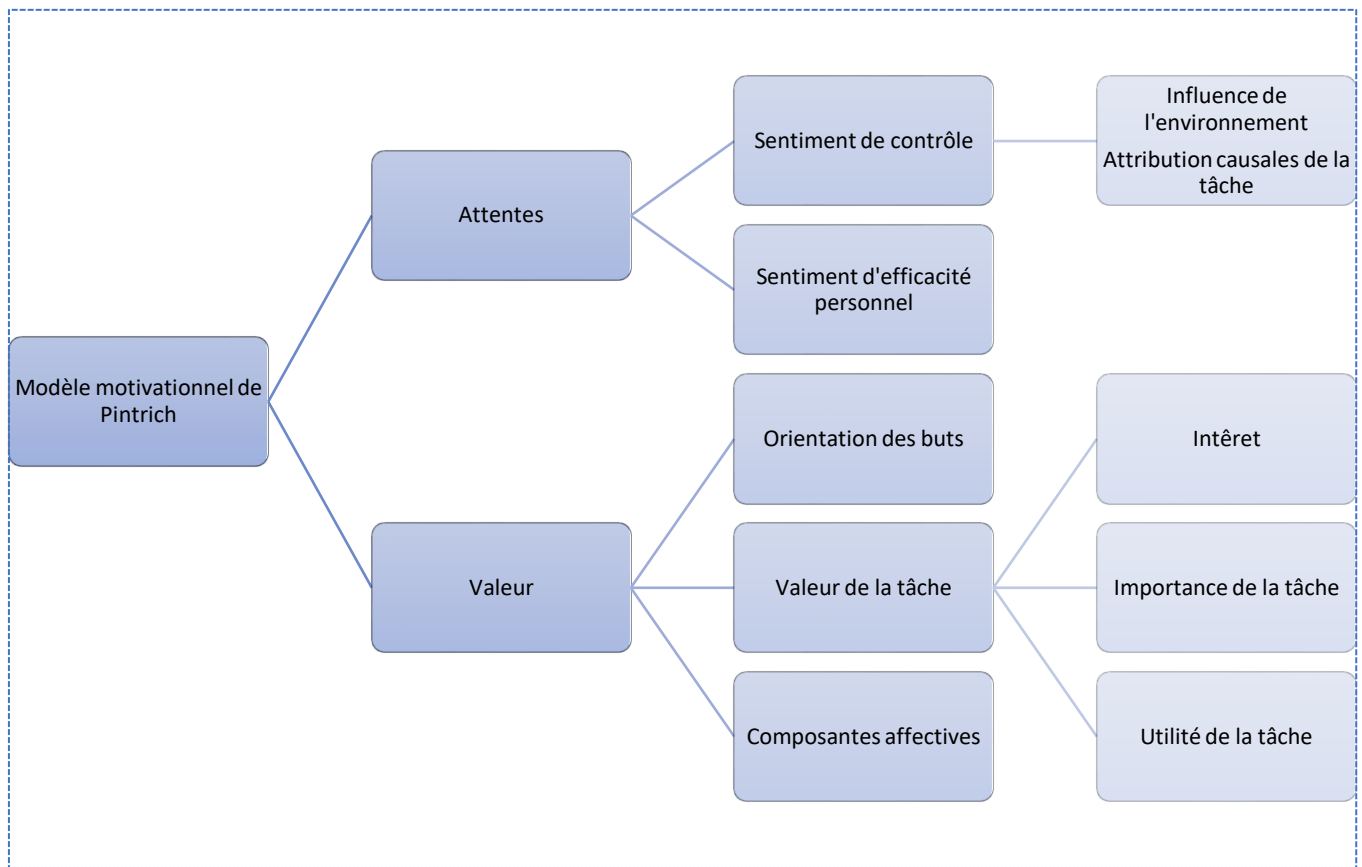 Modèle motivationnel de
Pintrich
Attentes
Sentiment de contrôle
Influence de
l'environnement
Attribution causales de la
tâche
Sentiment d'efficacité
personnel
Valeur
Orientation des buts
Valeur de la tâche
Intêret
Importance de la tâche
Utilité de la tâche
Composantes affectives